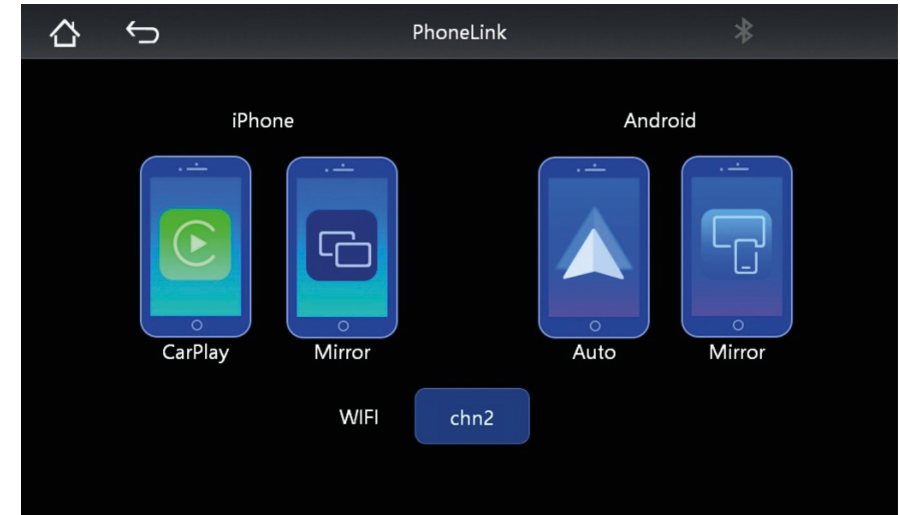 PhoneLink
iPhone
Android
CarPlay
Mirror
Auto
Mirror
WIFI
chn2